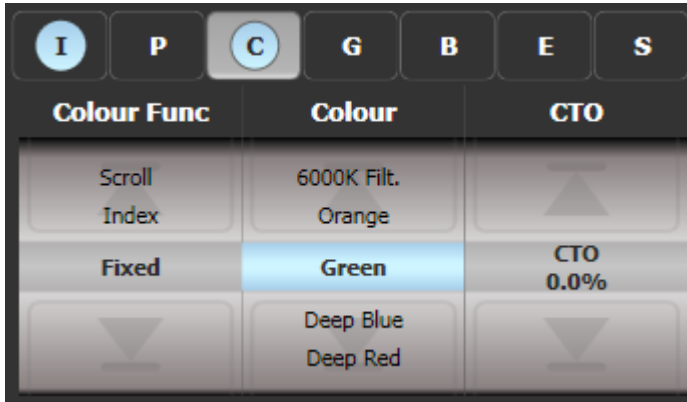 I P C G B E S
Colour Func Colour CTO
Scroll 6000K Filt.
Index Orange
Fixed Green CTO
0.0%
Deep Blue
Deep Red